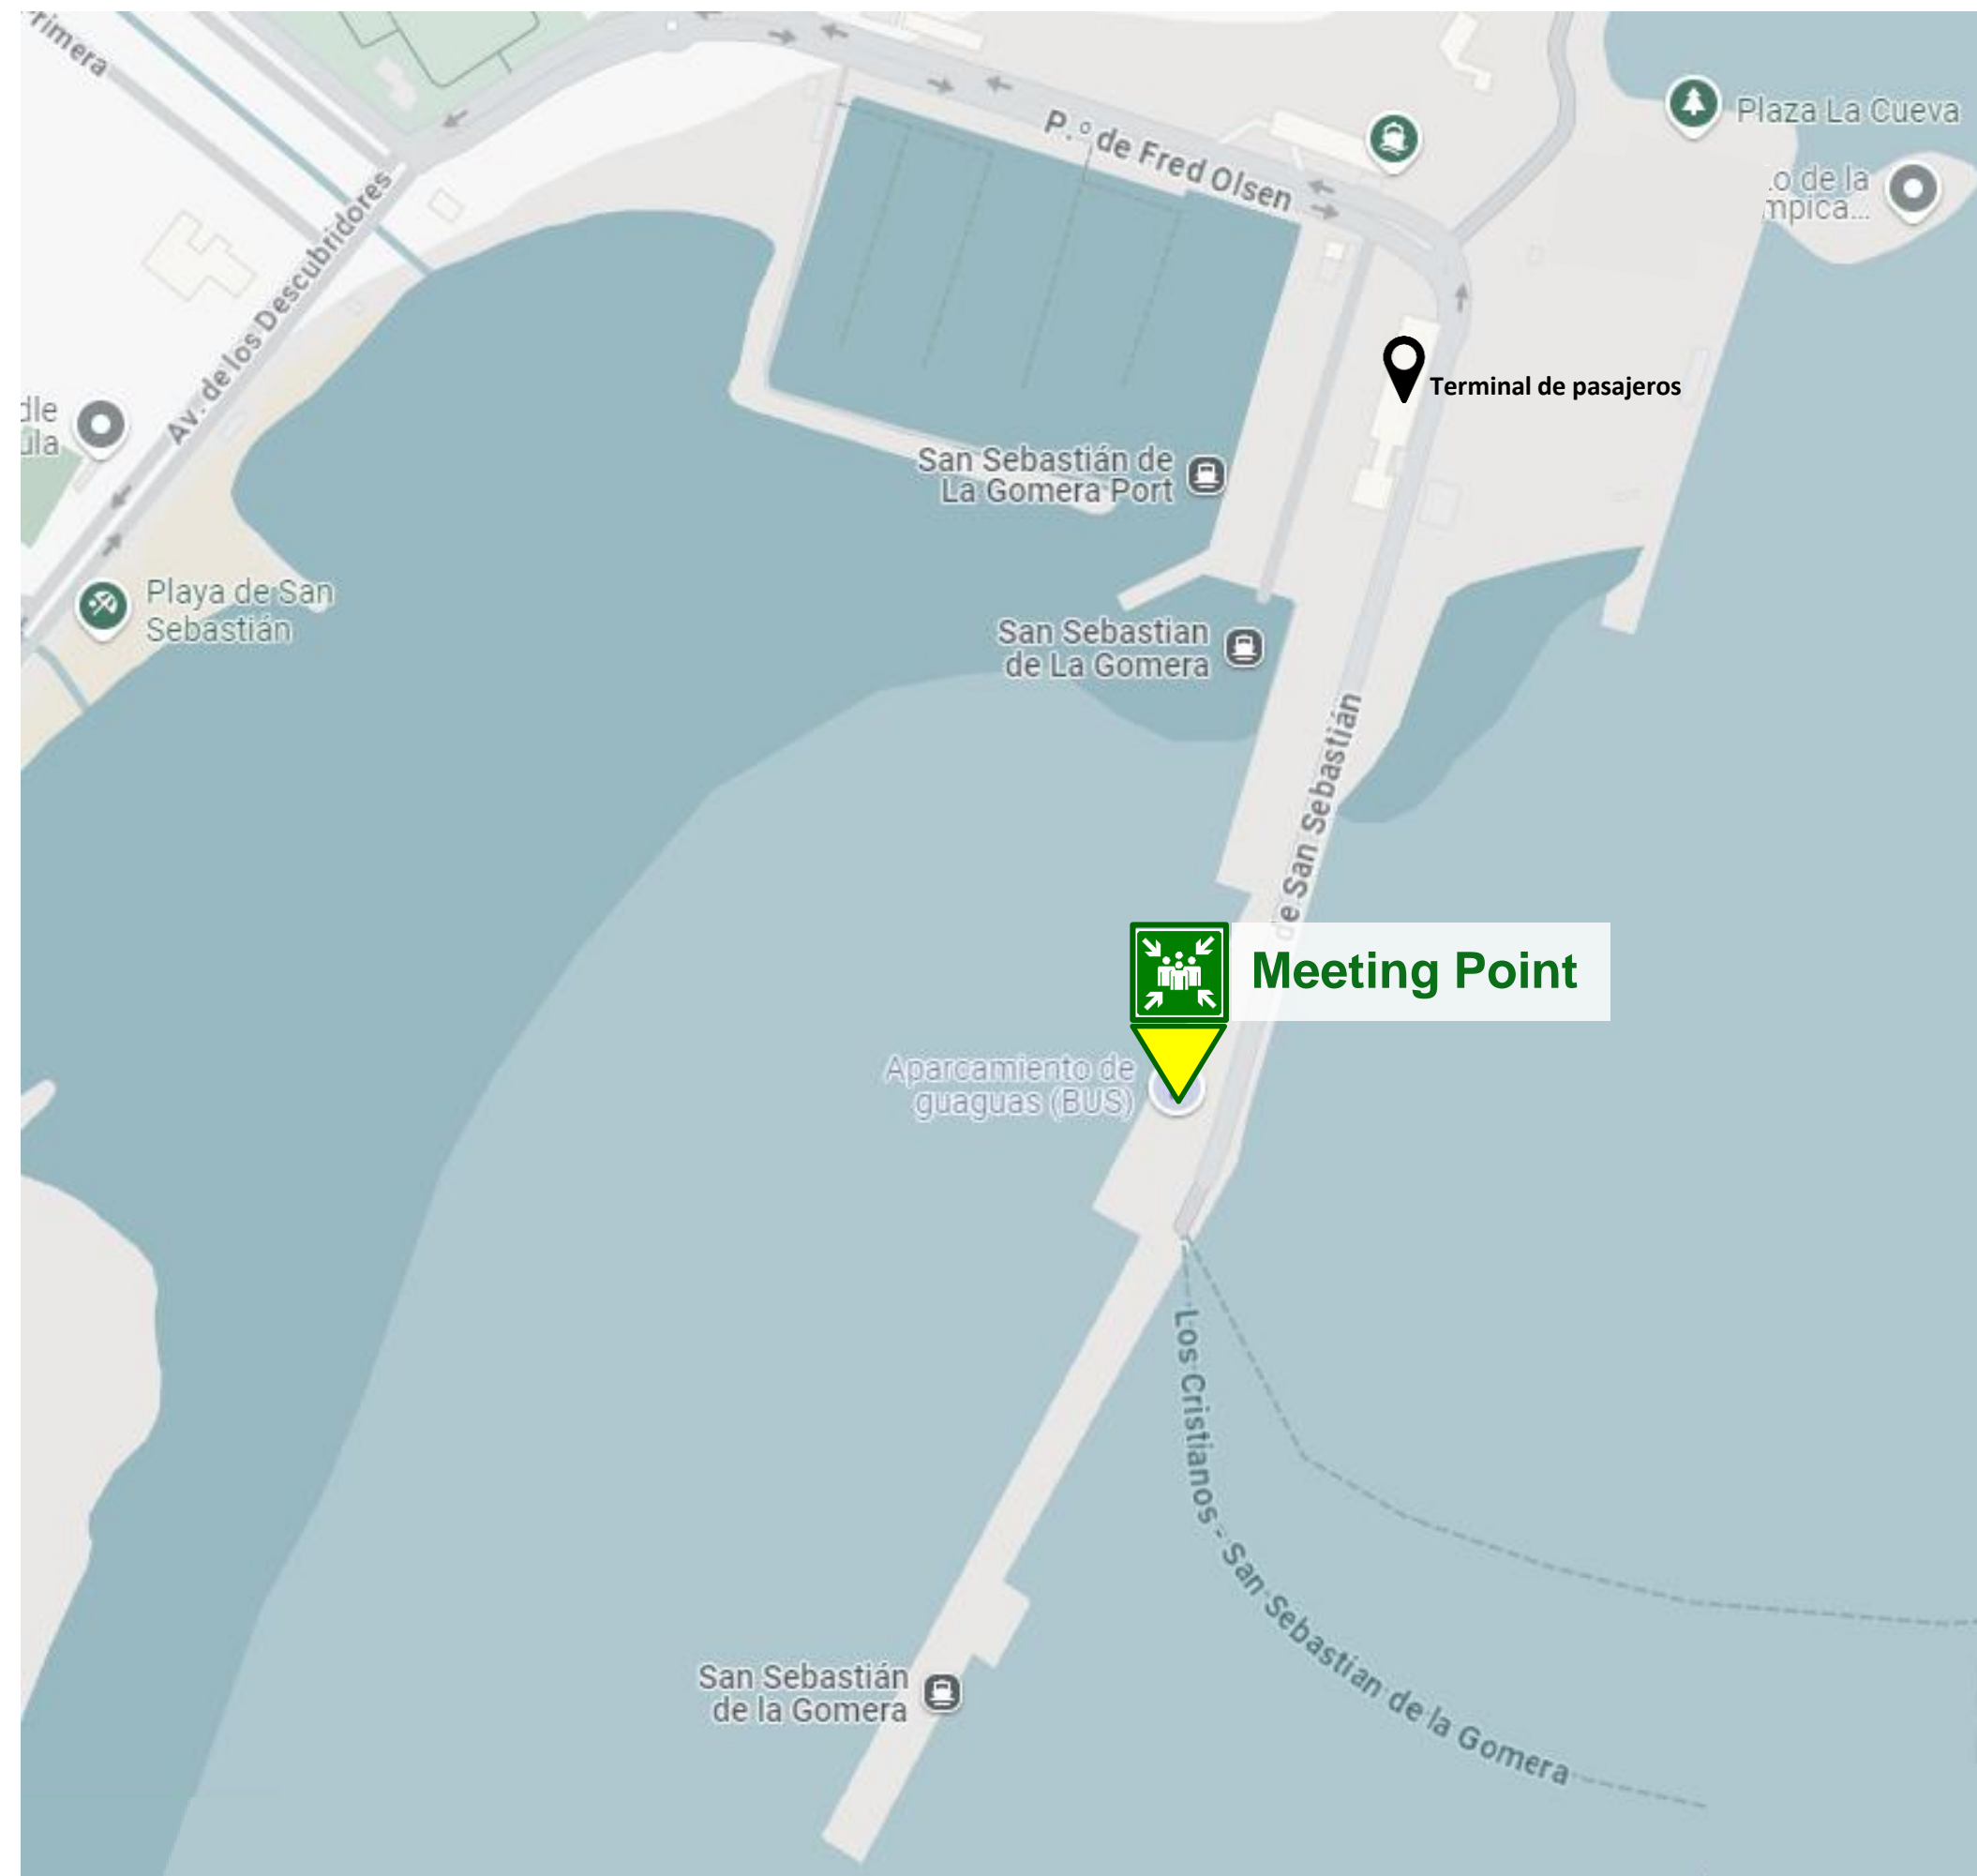 Primera
P.º de Fred Olsen
Plaza La Cueva
.o de la
mpica...
Av. de los Descubridores
Terminal de pasajeros
dle
ula
San Sebastián de
La Gomera Port
Playa de San
Sebastián
San Sebastian
de La Gomera
de San Sebastián
Meeting Point
Aparcamiento de
guaguas (BUS)
Los Cristianos - San Sebastian de la Gomera
San Sebastián
de la Gomera